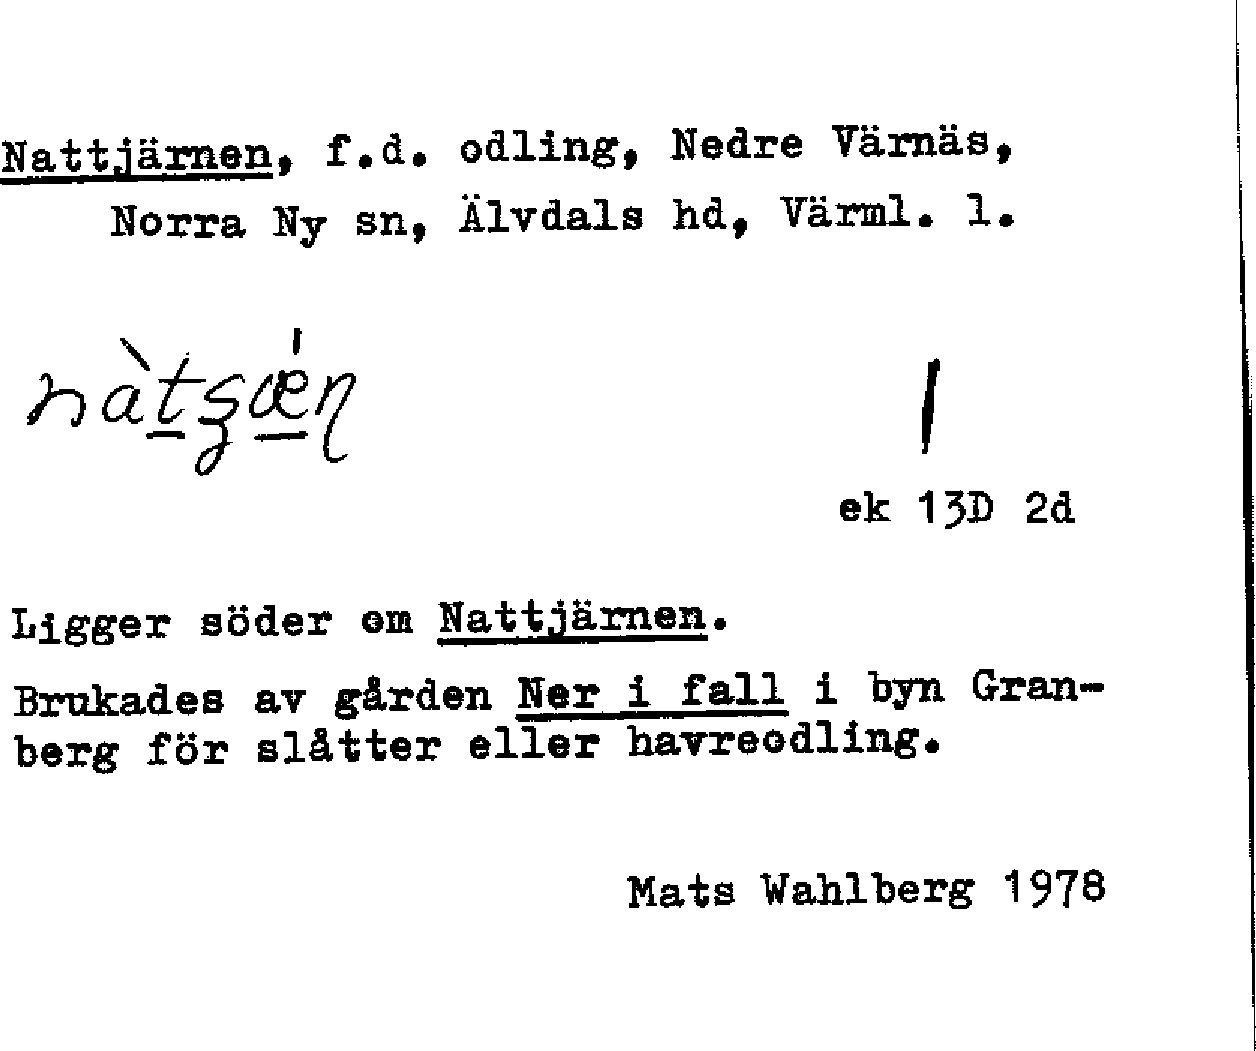 Nattjärnen, f.d. odling, Nedre Värnäs,
Norra Ny sn, Älvdals hd, Värml. l.
ek 13D 2d
Ligger söder om Nattjärnen.
Brukades av gården Ner i fall i byn Gran-
berg för slåtter eller havreodling.
Mats Wahlberg 1978